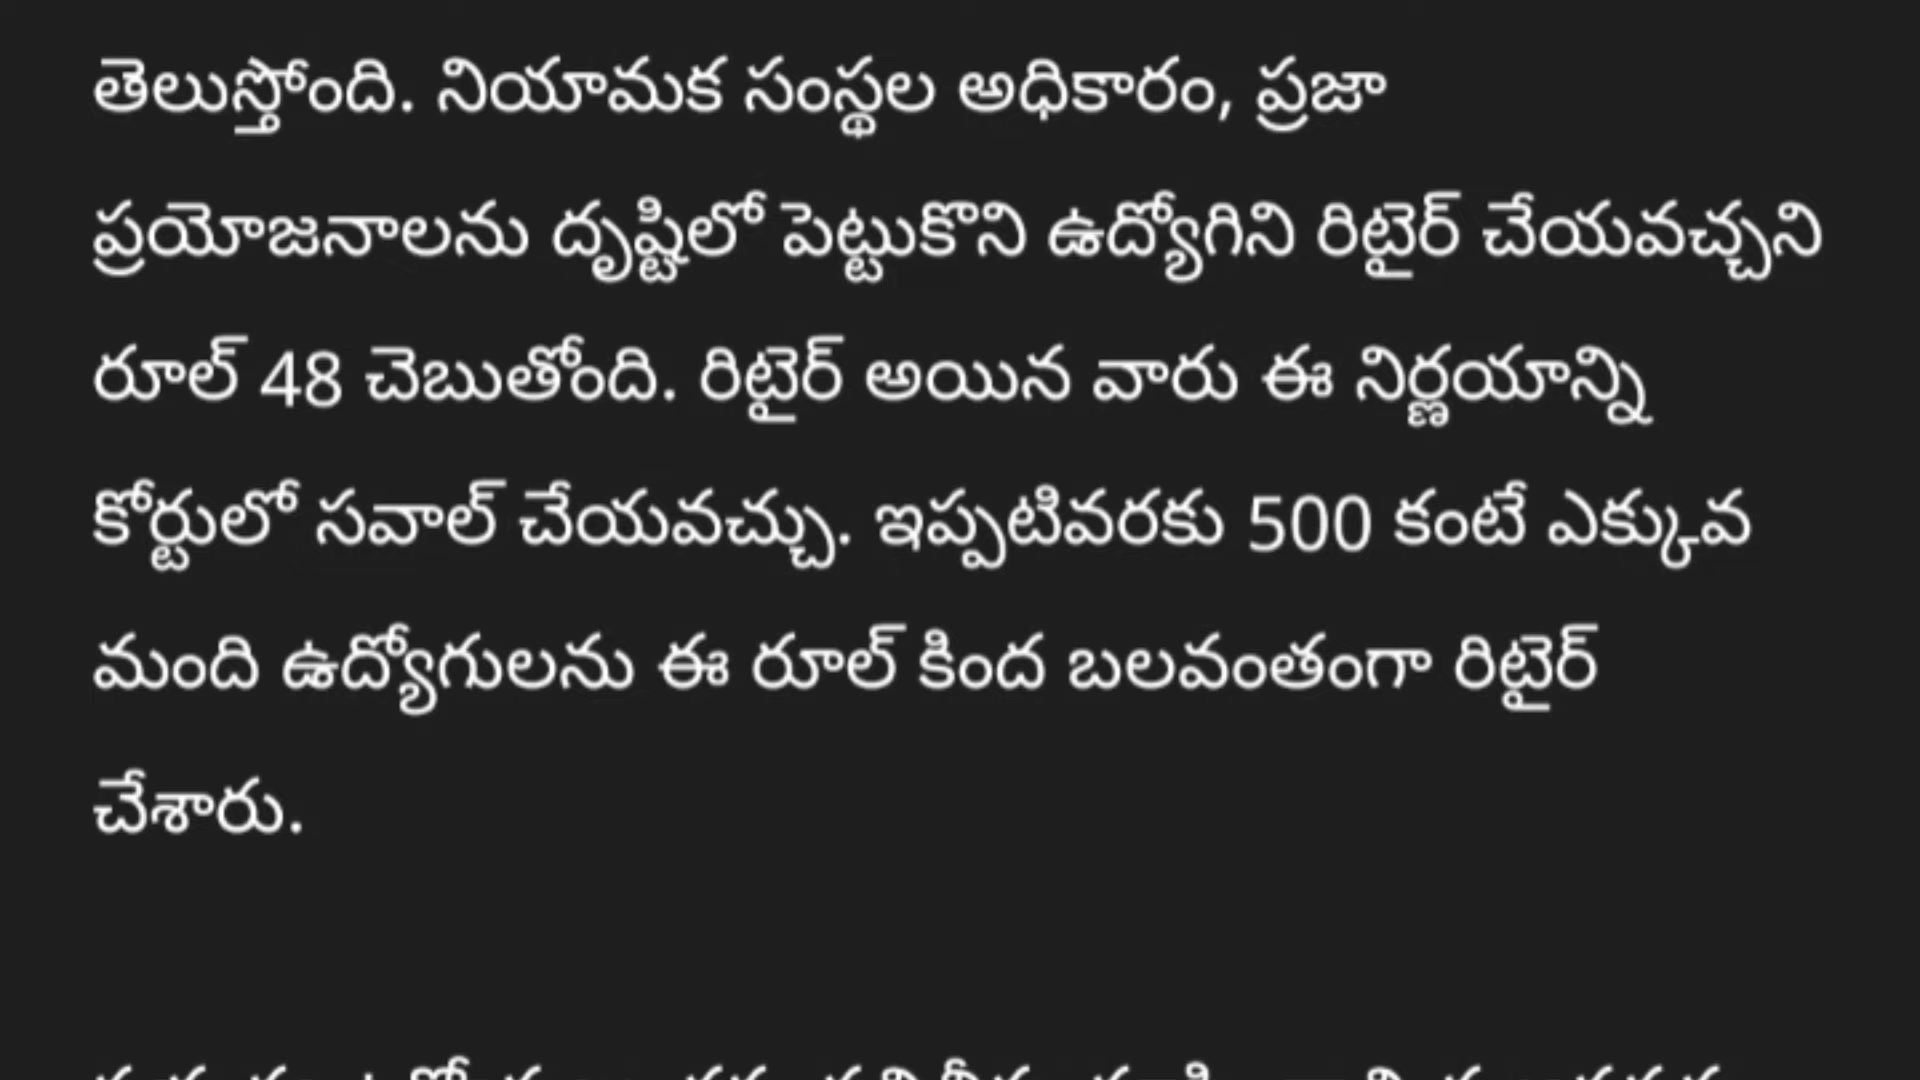 తెలుస్తోంది. నియామక సంస్థల అధికారం, ప్రజా
ప్రయోజనాలను దృష్టిలో పెట్టుకొని ఉద్యోగిని రిటైర్ చేయవచ్చని
రూల్ 48 చెబుతోంది. రిటైర్ అయిన వారు ఈ నిర్ణయాన్ని
కోర్టులో సవాల్ చేయవచ్చు. ఇప్పటివరకు 500 కంటే ఎక్కువ
మంది ఉద్యోగులను ఈ రూల్ కింద బలవంతంగా రిటైర్
చేశారు.